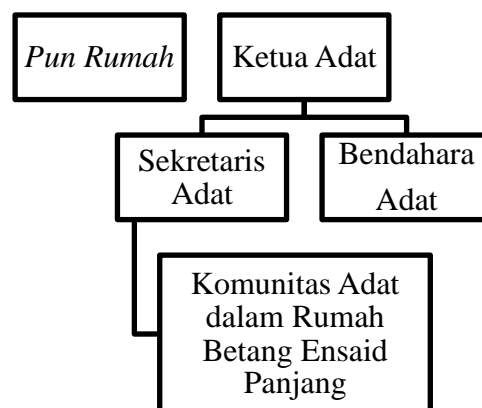 Pun Rumah
Ketua Adat
Sekretaris
Adat
Bendahara
Adat
Komunitas Adat
dalam Rumah
Betang Ensaid
Panjang